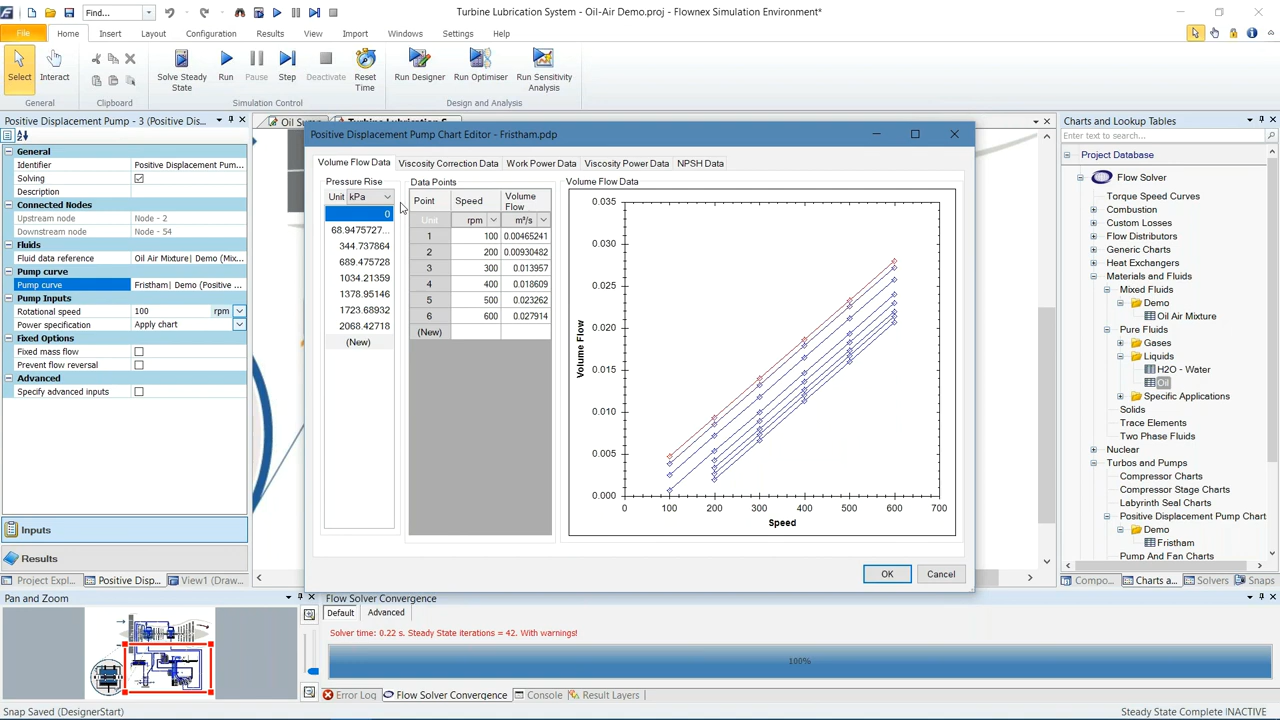 Find...
Turbine Lubrication System - Oil-Air Demo.proj - Flownex Simulation Environment*
File Home Insert Layout Configuration Results View Import Windows Settings Help
Select
Interact
General
Clipboard
Solve Steady State
Run
Pause
Step
Deactivate
Reset Time
Simulation Control
Run Designer
Run Optimiser
Run Sensitivity Analysis
Design and Analysis
Positive Displacement Pump - 3 (Positive Dis...
General
Identifier Positive Displacement Pum...
Solving
Description
Connected Nodes
Upstream node Node - 2
Downstream node Node - 54
Fluids
Fluid data reference Oil Air Mixture| Demo (Mix...
Pump curve
Pump curve Fristham| Demo (Positive ...
Pump Inputs
Rotational speed 100 rpm
Power specification Apply chart
Fixed Options
Fixed mass flow
Prevent flow reversal
Advanced
Specify advanced inputs
Inputs
Results
Project Expl... Positive Disp... View1 (Draw...
Oil Sump
Turbine Lubrication S...
Positive Displacement Pump Chart Editor - Fristham.pdp
Volume Flow Data Viscosity Correction Data Work Power Data Viscosity Power Data NPSH Data
Pressure Rise
Unit kPa
0
68.9475727...
344.737864
689.475728
1034.21359
1378.95146
1723.68932
2068.42718
(New)
Data Points
Point Speed Volume Flow
Unit rpm m³/s
1 100 0.00465241
2 200 0.00930482
3 300 0.013957
4 400 0.018609
5 500 0.023262
6 600 0.027914
(New)
Volume Flow Data
0.035
0.030
0.025
0.020
0.015
0.010
0.005
0.000
Volume Flow
0 100 200 300 400 500 600 700
Speed
OK Cancel
Charts and Lookup Tables
Enter text to search...
Project Database
Flow Solver
Torque Speed Curves
Combustion
Custom Losses
Flow Distributors
Generic Charts
Heat Exchangers
Materials and Fluids
Mixed Fluids
Demo
Oil Air Mixture
Pure Fluids
Gases
Liquids
H2O - Water
Oil
Specific Applications
Solids
Trace Elements
Two Phase Fluids
Nuclear
Turbos and Pumps
Compressor Charts
Compressor Stage Charts
Labyrinth Seal Charts
Positive Displacement Pump Chart
Demo
Fristham
Pump And Fan Charts
Compo... Charts a... Solvers Snaps
Pan and Zoom
Flow Solver Convergence
Default Advanced
Solver time: 0.22 s. Steady State iterations = 42. With warnings!
100%
Error Log Flow Solver Convergence Console Result Layers
Snap Saved (DesignerStart)
Steady State Complete INACTIVE